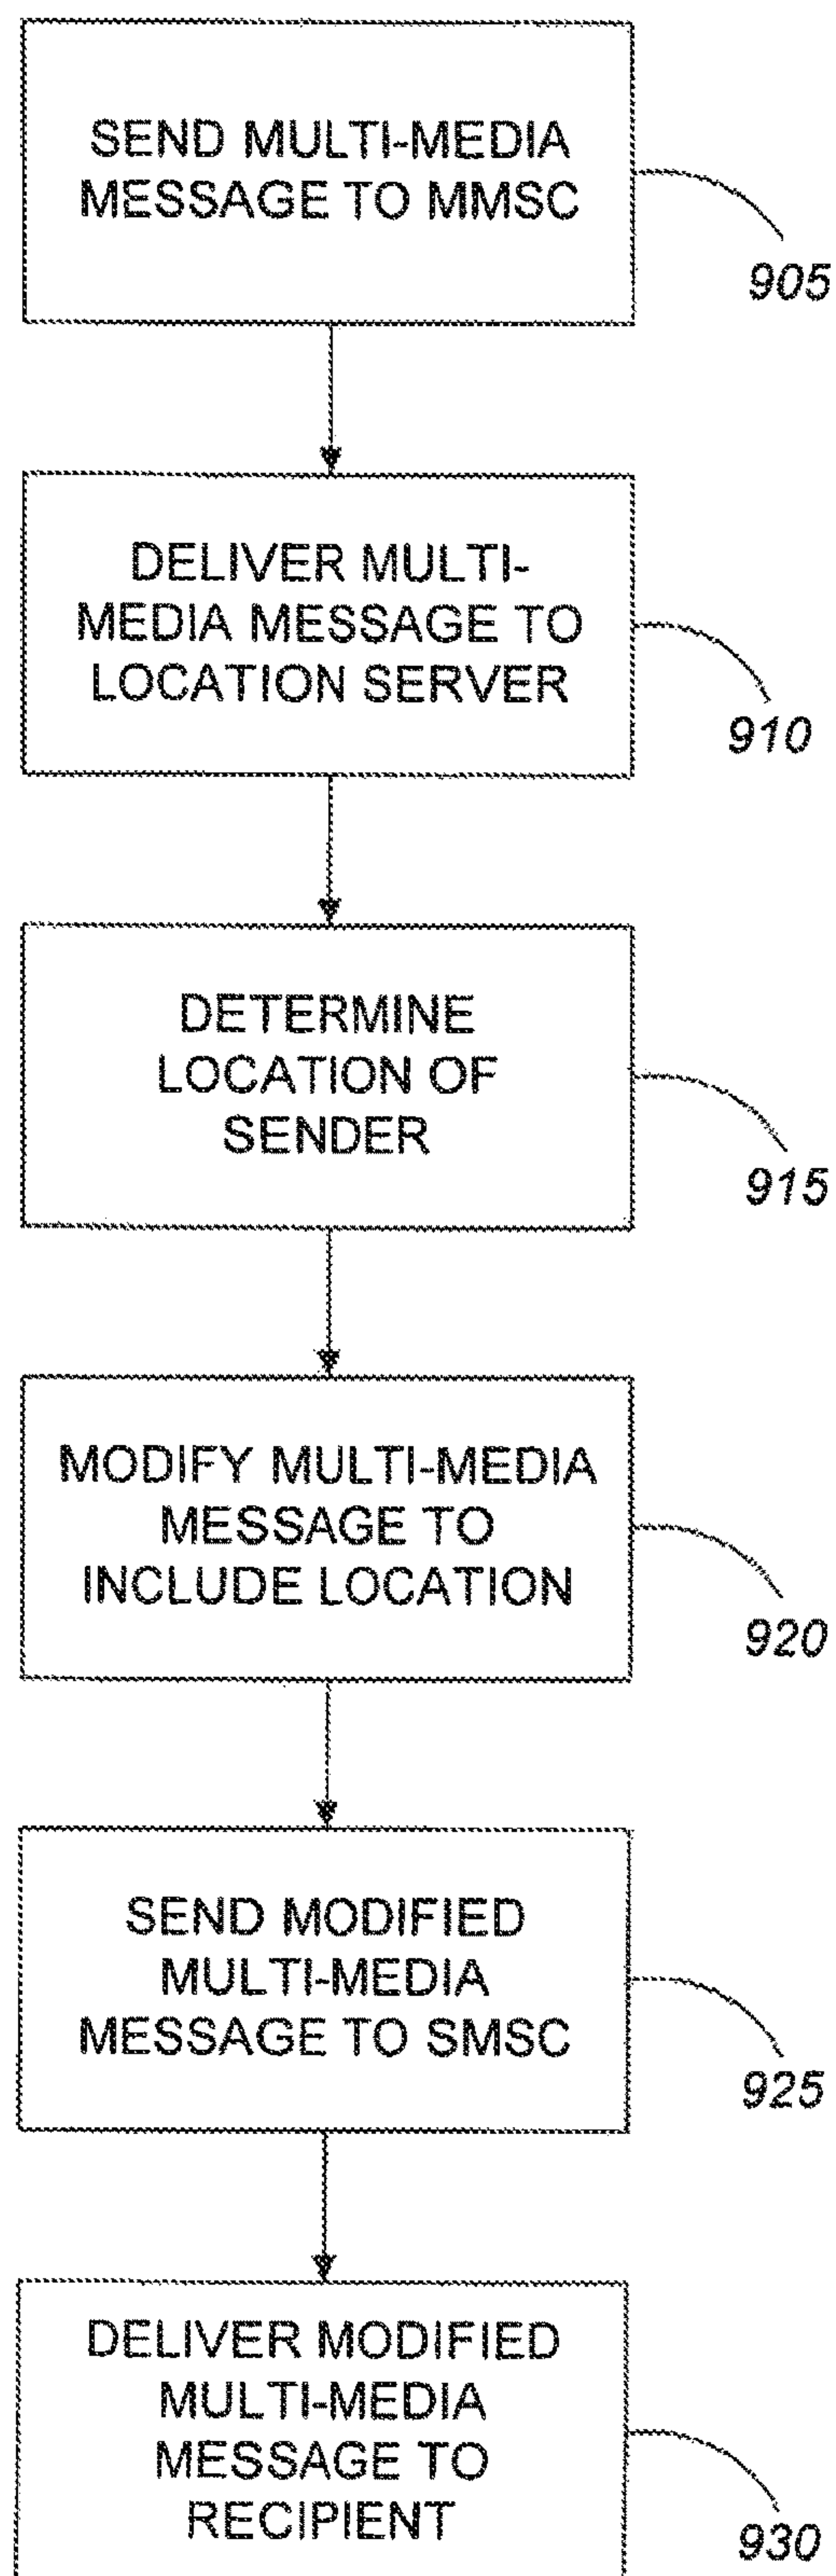 SEND MULTI-MEDIA
MESSAGE TO MMSC
905
DELIVER MULTI-
MEDIA MESSAGE TO
LOCATION SERVER
910
DETERMINE
LOCATION OF
SENDER
915
MODIFY MULTI-MEDIA
MESSAGE TO
INCLUDE LOCATION
920
SEND MODIFIED
MULTI-MEDIA
MESSAGE TO SMSC
925
DELIVER MODIFIED
MULTI-MEDIA
MESSAGE TO
RECIPIENT
930